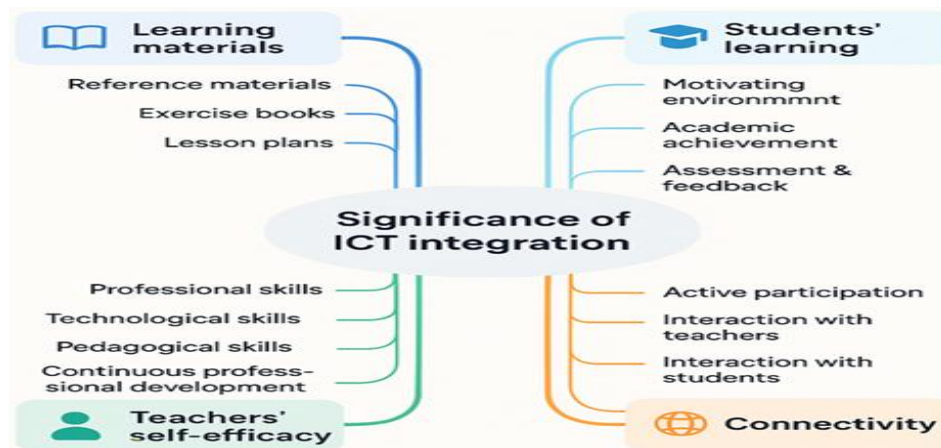 Learning
materials
Reference materials
Exercise books
Lesson plans
Students'
learning
Motivating
environmmnt
Academic
achievement
Assessment &
feedback
Significance of
ICT integration
Professional skills
Technological skills
Pedagogical skills
Continuous profess-
sional development
Teachers'
self-efficacy
Active participation
Interaction with
teachers
Interaction with
students
Connectivity